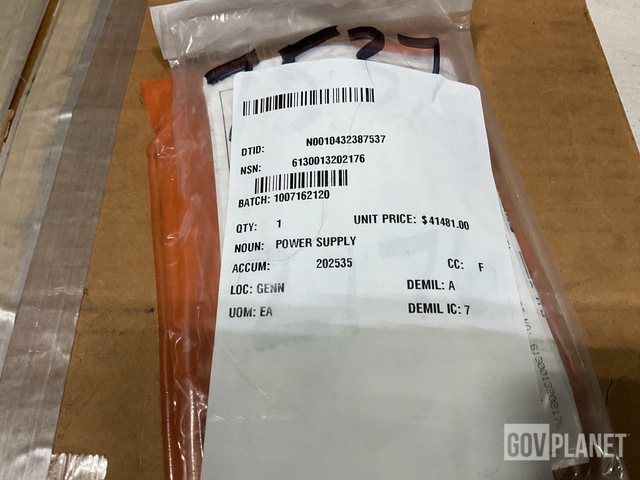 7527
DTID: N0010432387537
NSN: 6130013202176
BATCH: 1007162120
QTY: 1 UNIT PRICE: $41481.00
NOUN: POWER SUPPLY
ACCUM: 202535 CC: F
LOC: GENN DEMIL: A
UOM: EA DEMIL IC: 7
GOVPLANET